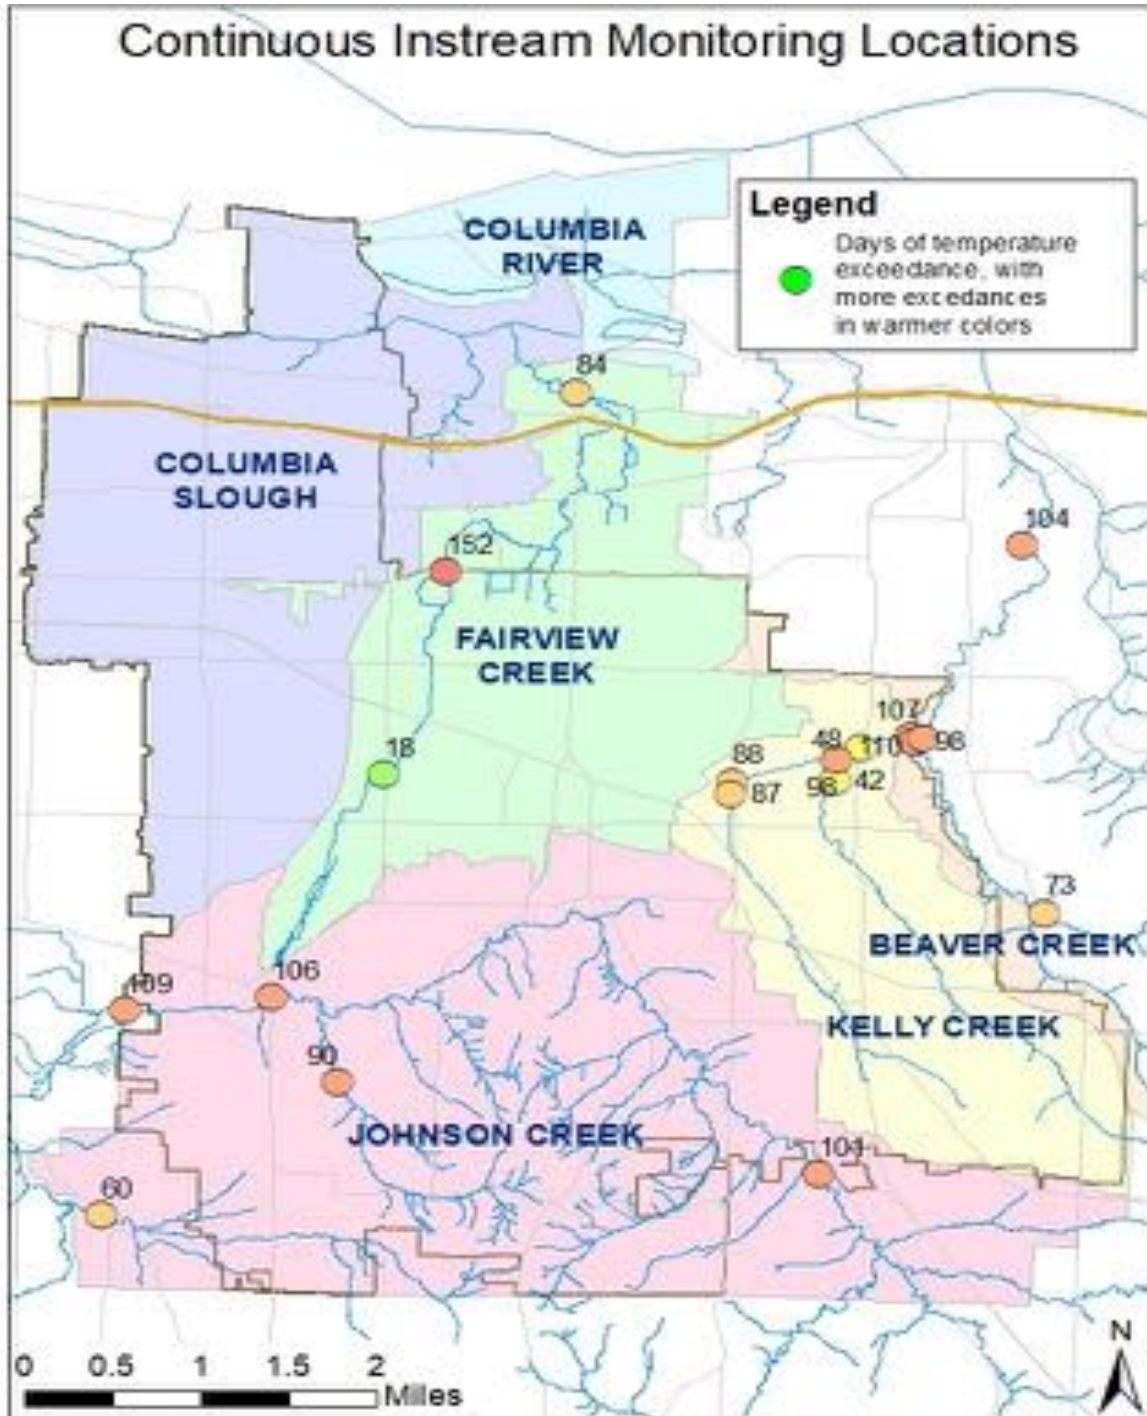 Continuous Instream Monitoring Locations
Legend
Days of temperature
exceedance, with
more excedances
in warmer colors
COLUMBIA
RIVER
84
COLUMBIA
SLOUGH
104
152
FAIRVIEW
CREEK
107
18
48
110
96
88
87
96
42
73
BEAVER CREEK
106
109
KELLY CREEK
90
JOHNSON CREEK
101
60
N
0 0.5 1 1.5 2
Miles